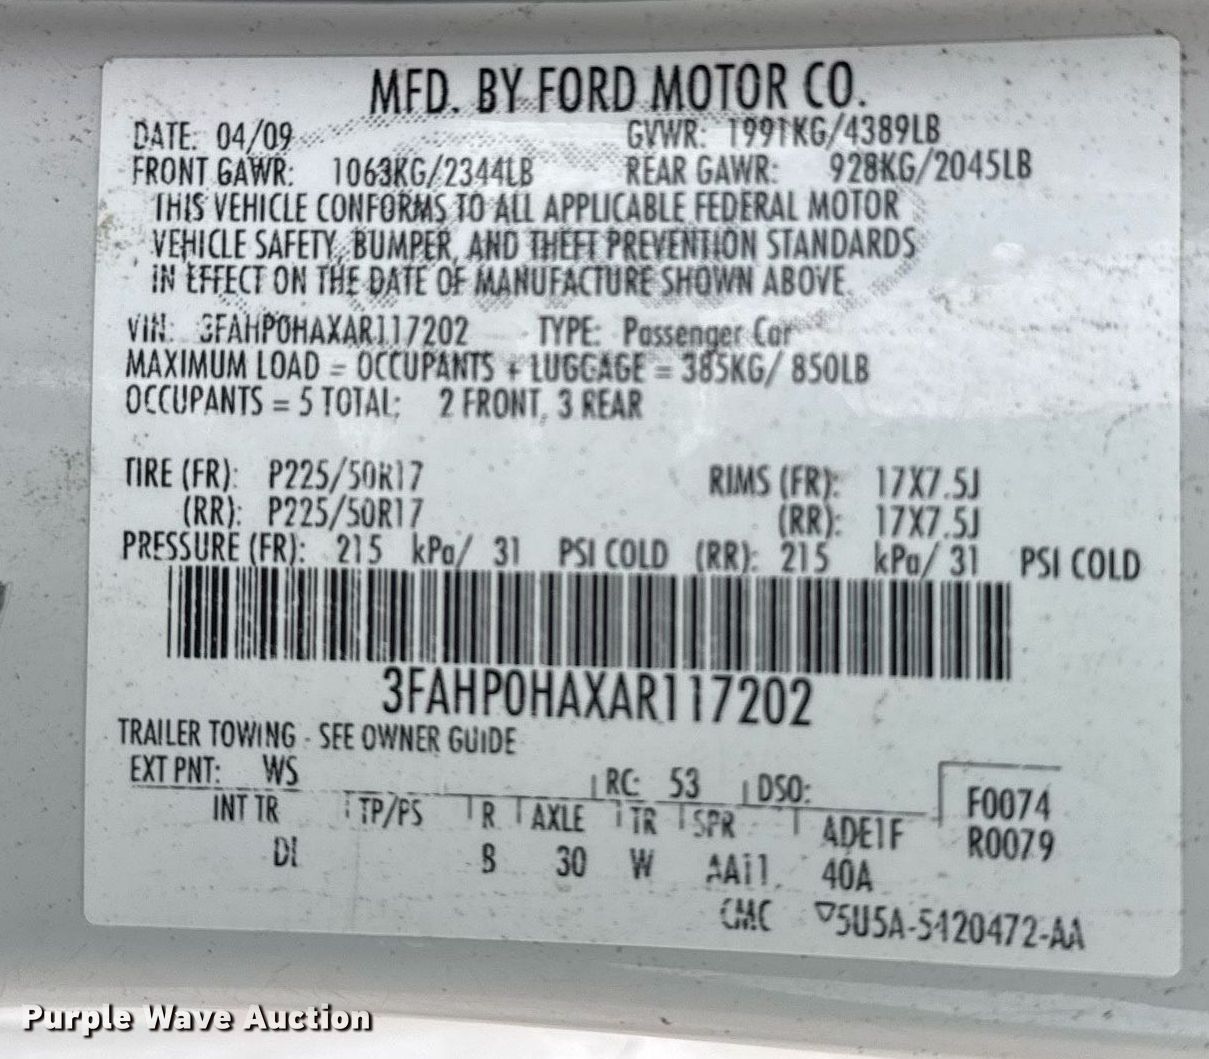 MFD. BY FORD MOTOR CO.
DATE: 04/09 GVWR: 1991KG/4389LB
FRONT GAWR: 1063KG/2344LB REAR GAWR: 928KG/2045LB
THIS VEHICLE CONFORMS TO ALL APPLICABLE FEDERAL MOTOR
VEHICLE SAFETY, BUMPER, AND THEFT PREVENTION STANDARDS
IN EFFECT ON THE DATE OF MANUFACTURE SHOWN ABOVE.
VIN: 3FAHP0HAXAR117202 TYPE: Passenger Car
MAXIMUM LOAD = OCCUPANTS + LUGGAGE = 385KG/ 850LB
OCCUPANTS = 5 TOTAL: 2 FRONT, 3 REAR
TIRE (FR): P225/50R17 RIMS (FR): 17X7.5J
(RR): P225/50R17 (RR): 17X7.5J
PRESSURE (FR): 215 kPa/ 31 PSI COLD (RR): 215 kPa/ 31 PSI COLD
3FAHP0HAXAR117202
TRAILER TOWING - SEE OWNER GUIDE
EXT PNT: WS RC: 53 DSO: F0074
INT TR TP/PS R AXLE TR SPR ADE1F R0079
DI B 30 W 40A
CMC ▽5U5A-5420472-AA
Purple Wave Auction